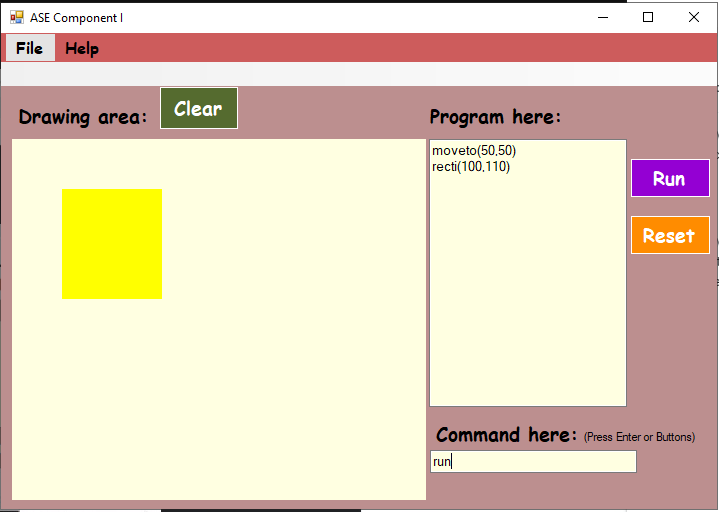 ASE Component I
File Help
Drawing area: Clear
Program here:
moveto(50,50)
recti(100,110)
Run
Reset
Command here: (Press Enter or Buttons)
run